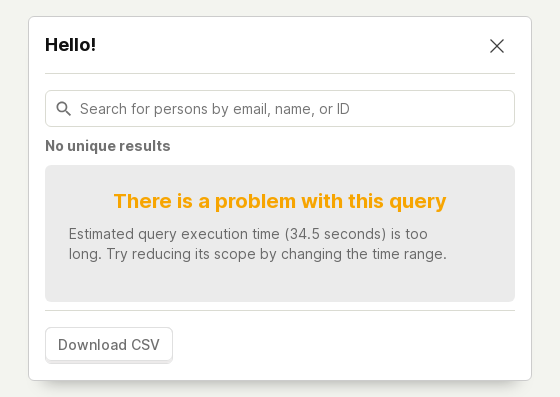 Hello!
Search for persons by email, name, or ID
No unique results
There is a problem with this query
Estimated query execution time (34.5 seconds) is too
long. Try reducing its scope by changing the time range.
Download CSV